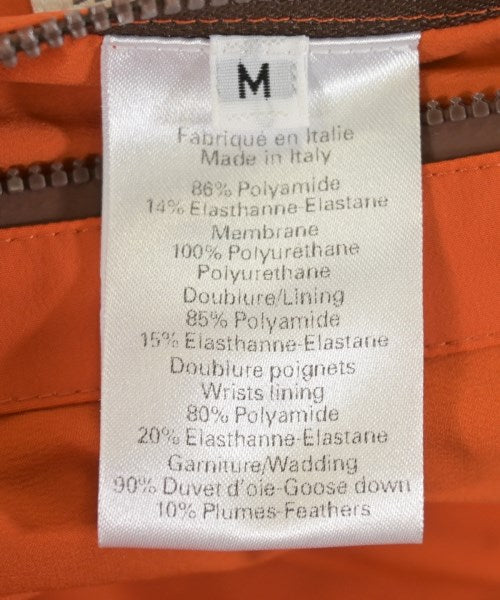 M
Fabriqué en Italie
Made in Italy
86% Polyamide
14% Elasthanne-Elastane
Membrane
100% Polyurethane
Polyurethane
Doublure/Lining
85% Polyamide
15% Elasthanne-Elastane
Doublure poignets
Wrists lining
80% Polyamide
20% Elasthanne-Elastane
Garniture/Wadding
90% Duvet d'oie-Goose down
10% Plumes-Feathers